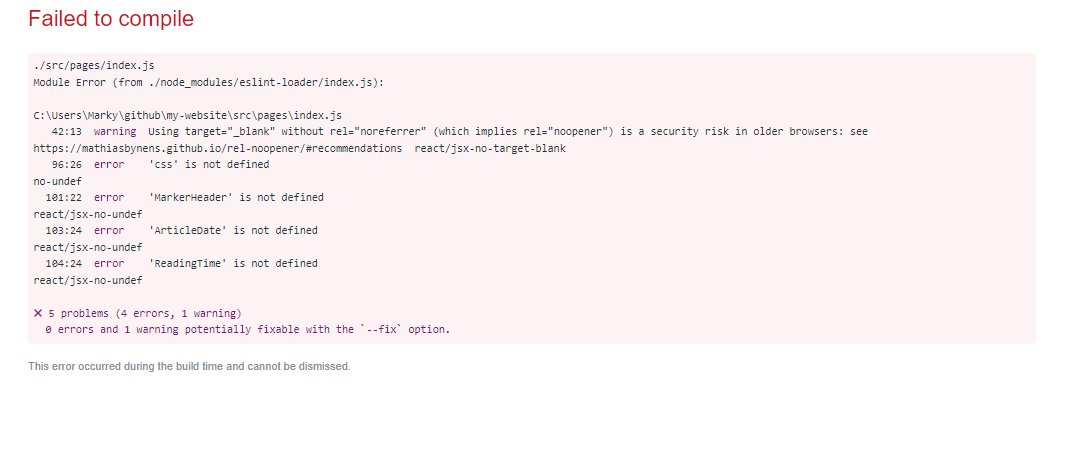 Failed to compile
./src/pages/index.js
Module Error (from ./node_modules/eslint-loader/index.js):
C:\Users\Marky\github\my-website\src\pages\index.js
42:13 warning Using target="_blank" without rel="noreferrer" (which implies rel="noopener") is a security risk in older browsers: see
https://mathiasbynens.github.io/rel-noopener/#recommendations react/jsx-no-target-blank
96:26 error 'css' is not defined
no-undef
101:22 error 'MarkerHeader' is not defined
react/jsx-no-undef
103:24 error 'ArticleDate' is not defined
react/jsx-no-undef
104:24 error 'ReadingTime' is not defined
react/jsx-no-undef
✕ 5 problems (4 errors, 1 warning)
0 errors and 1 warning potentially fixable with the `--fix` option.
This error occurred during the build time and cannot be dismissed.